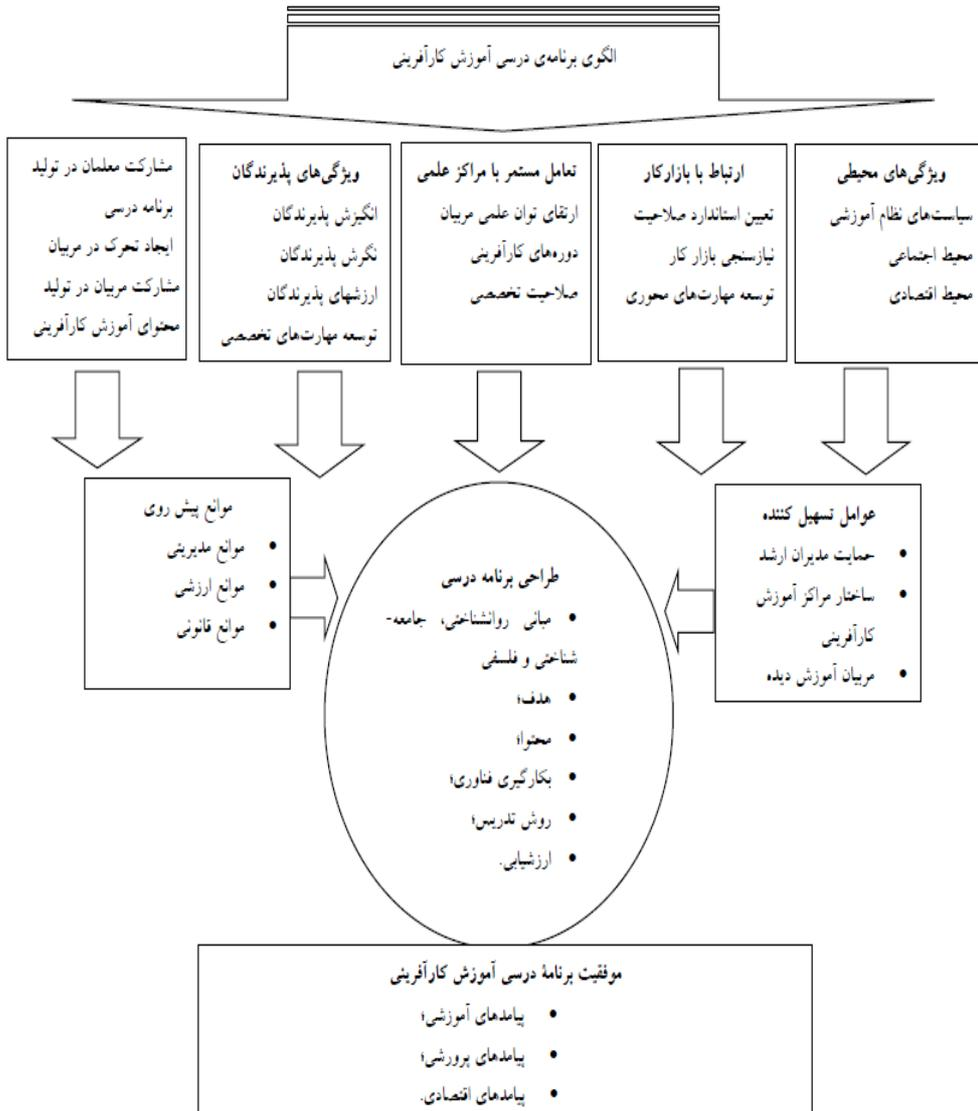 الگوی برنامه‌ی درسی آموزش کارآفرینی
ویژگی‌های محیطی
سیاست‌های نظام آموزشی
محیط اجتماعی
محیط اقتصادی
ارتباط با بازارکار
تعیین استاندارد صلاحیت
نیازسنجی بازار کار
توسعه مهارت‌های محوری
تعامل مستمر با مراکز علمی
ارتقای توان علمی مربیان
دوره‌های کارآفرینی
صلاحیت تخصصی
ویژگی‌های پذیرندگان
انگیزش پذیرندگان
نگرش پذیرندگان
ارزشهای پذیرندگان
توسعه مهارت‌های تخصصی
مشارکت معلمان در تولید
برنامه درسی
ایجاد تحرک در مربیان
مشارکت مربیان در تولید
محتوای آموزش کارآفرینی
عوامل تسهیل کننده
• حمایت مدیران ارشد
• ساختار مراکز آموزش
کارآفرینی
• مربیان آموزش دیده
طراحی برنامه درسی
• مبانی روانشناختی، جامعه-
شناختی و فلسفی
• هدف؛
• محتوا؛
• بکارگیری فناوری؛
• روش تدریس؛
• ارزشیابی.
موانع پیش روی
• موانع مدیریتی
• موانع ارزشی
• موانع قانونی
موفقیت برنامۀ درسی آموزش کارآفرینی
• پیامدهای آموزشی؛
• پیامدهای پرورشی؛
• پیامدهای اقتصادی.